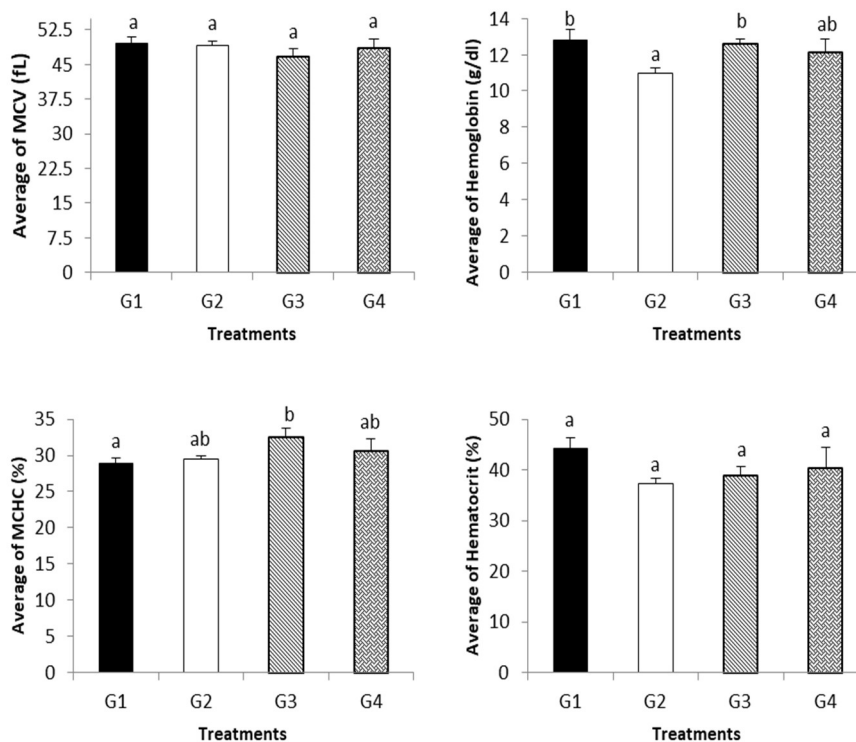 Average of MCV (fL)
52.5
45
37.5
30
22.5
15
7.5
0
a
a
a
a
G1
G2
G3
G4
Treatments
Average of Hemoglobin (g/dl)
14
12
10
8
6
4
2
0
b
a
b
ab
G1
G2
G3
G4
Treatments
Average of MCHC (%)
35
30
25
20
15
10
5
0
a
ab
b
ab
G1
G2
G3
G4
Treatments
Average of Hematocrit (%)
50
40
30
20
10
0
a
a
a
a
G1
G2
G3
G4
Treatments